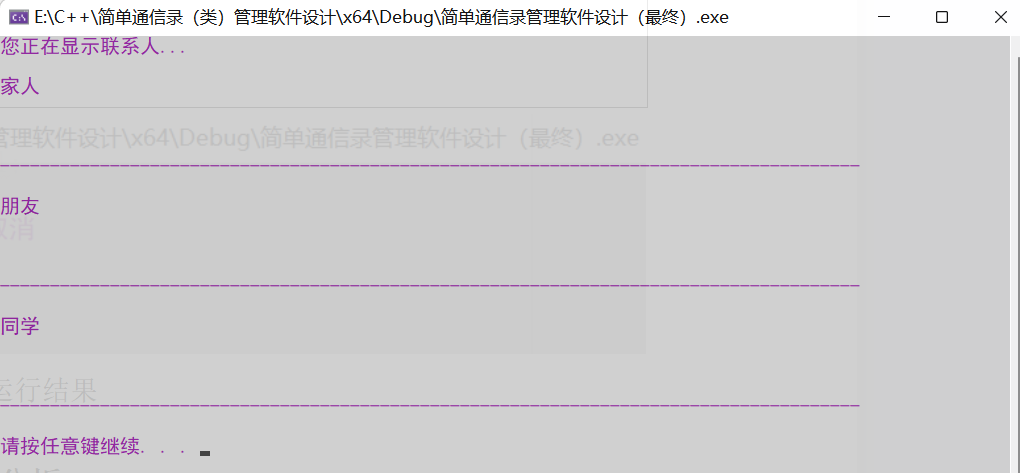 E:\C++\简单通信录（类）管理软件设计\x64\Debug\简单通信录管理软件设计（最终）.exe
您正在显示联系人...
家人
管理软件设计\x64\Debug\简单通信录管理软件设计（最终）.exe
朋友
取消
同学
运行结果
请按任意键继续. . .